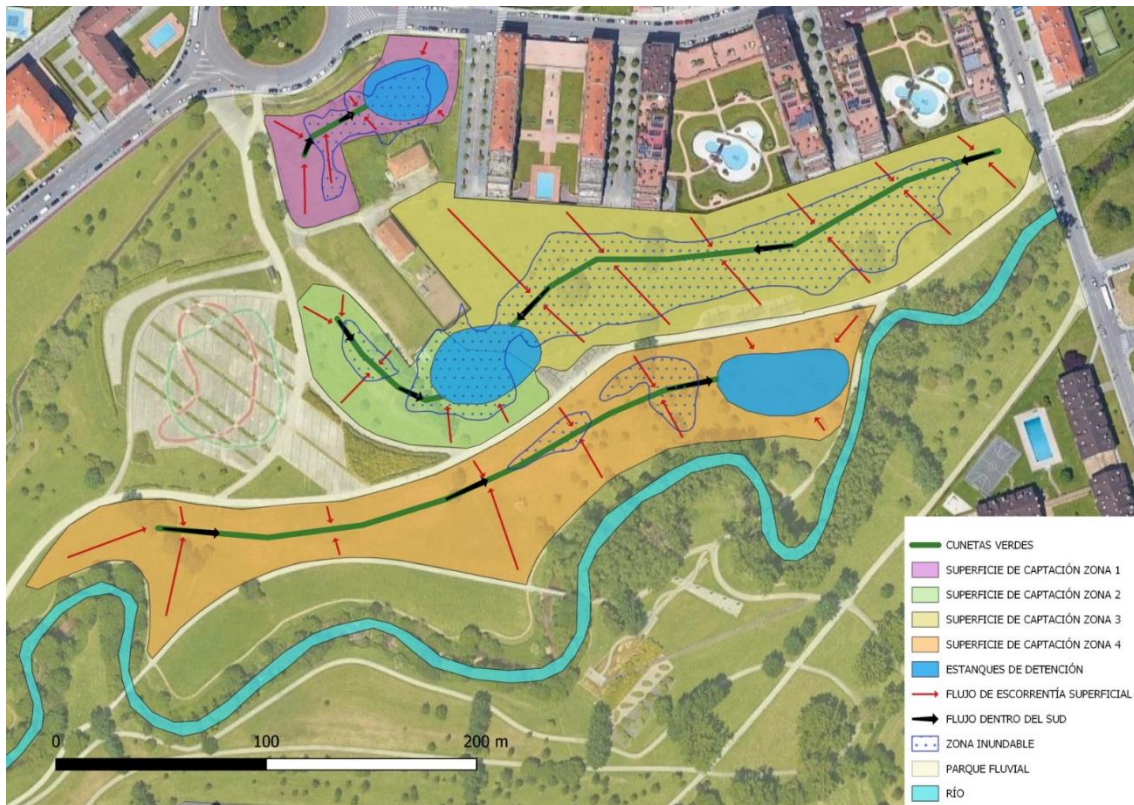 CUNETAS VERDES
SUPERFICIE DE CAPTACIÓN ZONA 1
SUPERFICIE DE CAPTACIÓN ZONA 2
SUPERFICIE DE CAPTACIÓN ZONA 3
SUPERFICIE DE CAPTACIÓN ZONA 4
ESTANQUES DE DETENCIÓN
FLUJO DE ESCORRENTÍA SUPERFICIAL
FLUJO DENTRO DEL SUD
ZONA INUNDABLE
PARQUE FLUVIAL
RÍO
0 100 200 m